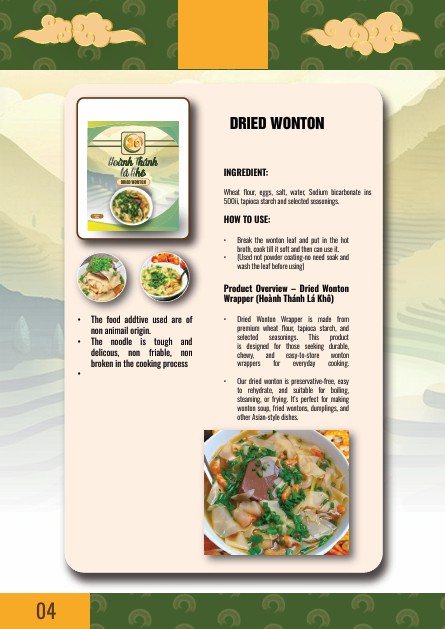 DRIED WONTON
Hoành Thánh
Lá Khô
DRIED WONTON
INGREDIENT:
Wheat flour, eggs, salt, water, Sodium bicarbonate ins
500ii, tapioca starch and selected seasonings.
HOW TO USE:
• Break the wonton leaf and put in the hot
broth, cook till it soft and then can use it.
• (Used not powder coating-no need soak and
wash the leaf before using)
Product Overview – Dried Wonton
Wrapper (Hoành Thánh Lá Khô)
• Dried Wonton Wrapper is made from
premium wheat flour, tapioca starch, and
selected seasonings. This product
is designed for those seeking durable,
chewy, and easy-to-store wonton
wrappers for everyday cooking.
• Our dried wonton is preservative-free, easy
to rehydrate, and suitable for boiling,
steaming, or frying. It's perfect for making
wonton soup, fried wontons, dumplings, and
other Asian-style dishes.
• The food addtive used are of
non animail origin.
• The noodle is tough and
delicous, non friable, non
broken in the cooking process
•
04